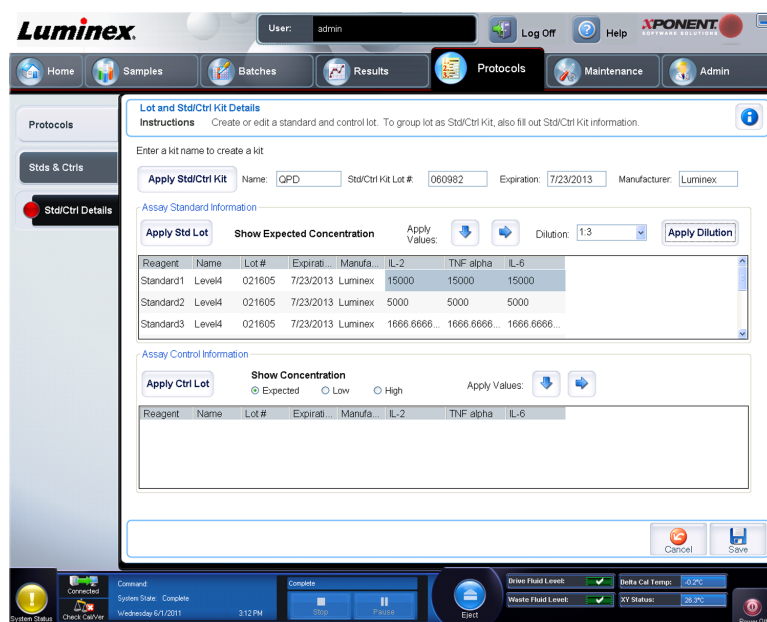 Luminex.
User: admin
Log Off
Help
XPONENT.
SOFTWARE SOLUTIONS
Home
Samples
Batches
Results
Protocols
Maintenance
Admin
Protocols
Stds & Ctrls
Std/Ctrl Details
Lot and Std/Ctrl Kit Details
Instructions Create or edit a standard and control lot. To group lot as Std/Ctrl Kit, also fill out Std/Ctrl Kit information.
Enter a kit name to create a kit
Apply Std/Ctrl Kit Name: QPD Std/Ctrl Kit Lot #: 060982 Expiration: 7/23/2013 Manufacturer: Luminex
Assay Standard Information
Apply Std Lot Show Expected Concentration Apply Values: Dilution: 1:3 Apply Dilution
Reagent Name Lot # Expirati... Manufa... IL-2 TNF alpha IL-6
Standard1 Level4 021605 7/23/2013 Luminex 15000 15000 15000
Standard2 Level4 021605 7/23/2013 Luminex 5000 5000 5000
Standard3 Level4 021605 7/23/2013 Luminex 1666.6666... 1666.6666... 1666.6666...
Assay Control Information
Apply Ctrl Lot Show Concentration
Expected Low High Apply Values:
Reagent Name Lot # Expirati... Manufa... IL-2 TNF alpha IL-6
Cancel Save
System Status
Connected
Check Cal/Ver
Command:
System State: Complete
Wednesday 6/1/2011 3:12 PM
Complete
Stop Pause
Eject
Drive Fluid Level:
Waste Fluid Level:
Delta Cal Temp: -0.2°C
XY Status: 26.3°C